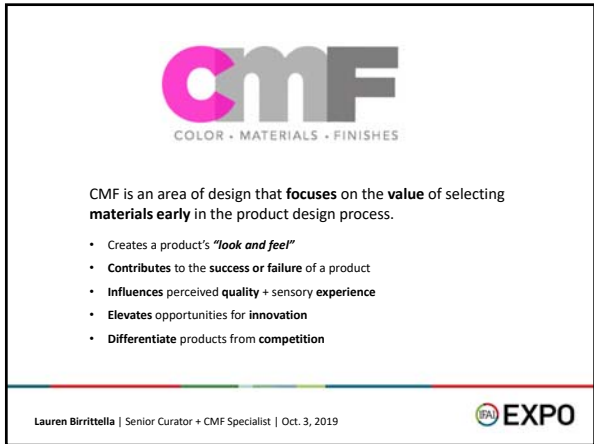 CMF
COLOR • MATERIALS • FINISHES
CMF is an area of design that focuses on the value of selecting
materials early in the product design process.
• Creates a product's "look and feel"
• Contributes to the success or failure of a product
• Influences perceived quality + sensory experience
• Elevates opportunities for innovation
• Differentiate products from competition
Lauren Birrittella | Senior Curator + CMF Specialist | Oct. 3, 2019
IFAI EXPO